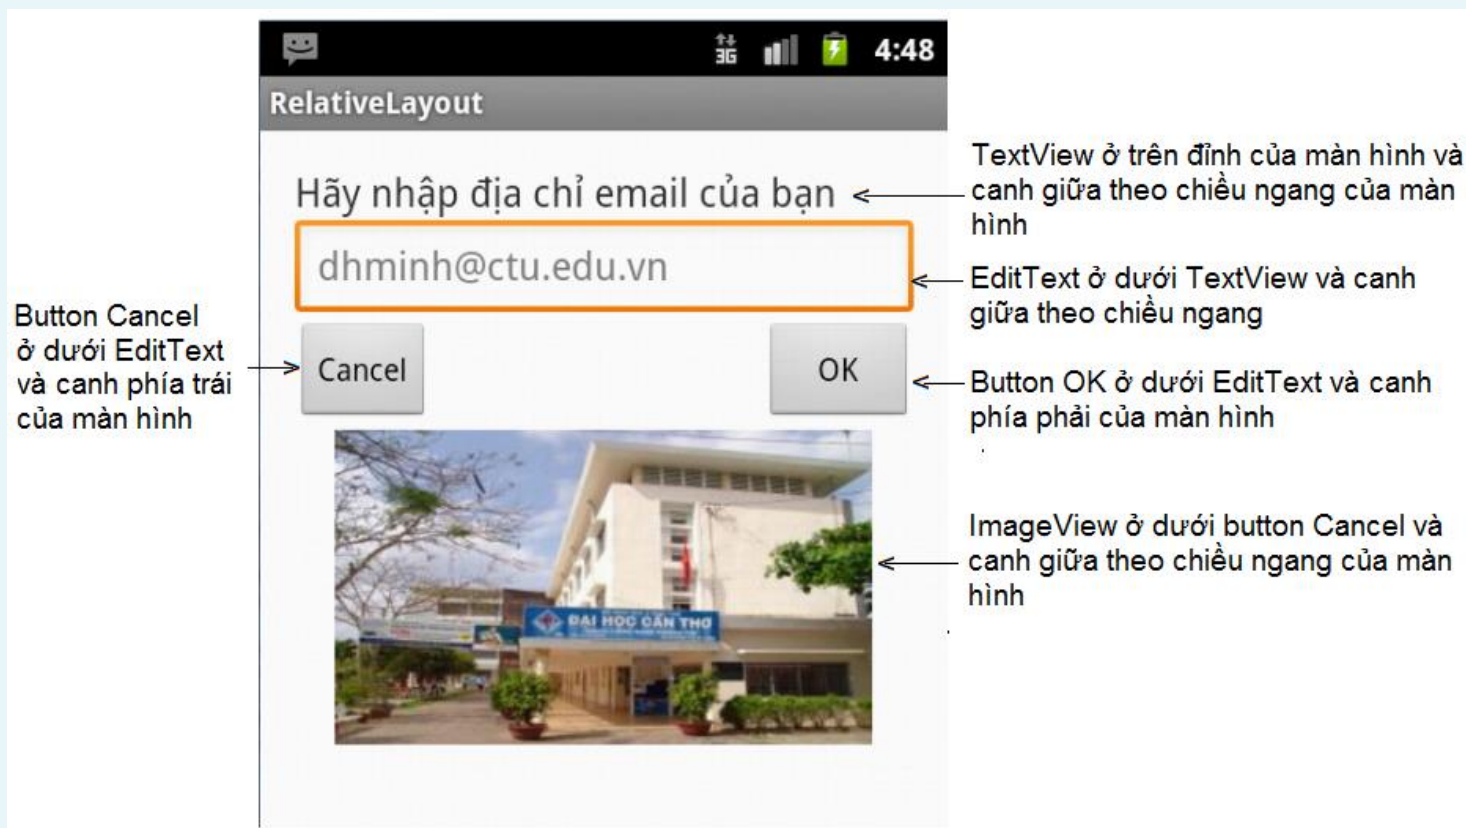 3G 4:48
RelativeLayout
Hãy nhập địa chỉ email của bạn
dhminh@ctu.edu.vn
Cancel
OK
ĐẠI HỌC CẦN THƠ
Button Cancel
ở dưới EditText
và canh phía trái
của màn hình
TextView ở trên đỉnh của màn hình và
canh giữa theo chiều ngang của màn
hình
EditText ở dưới TextView và canh
giữa theo chiều ngang
Button OK ở dưới EditText và canh
phía phải của màn hình
ImageView ở dưới button Cancel và
canh giữa theo chiều ngang của màn
hình